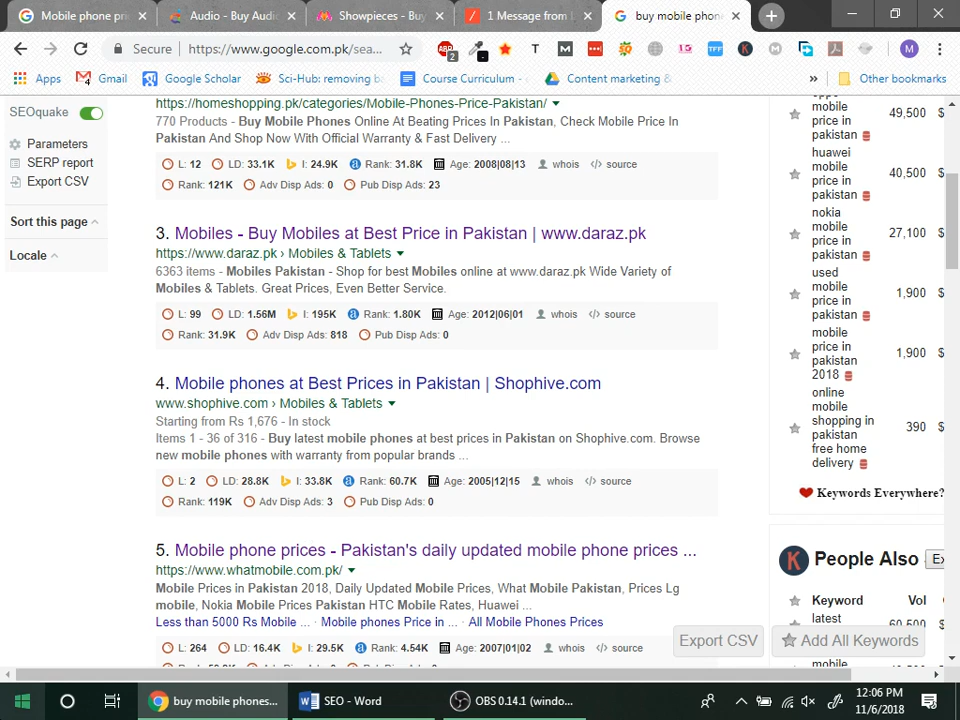 Mobile phone pri
Audio - Buy Audi
Showpieces - Buy
1 Message from L
buy mobile phon
Secure
https://www.google.com.pk/sea...
Apps
Gmail
Google Scholar
Sci-Hub: removing ba
Course Curriculum -
Content marketing &
»
Other bookmarks
SEOquake
Parameters
SERP report
Export CSV
Sort this page
Locale
https://homeshopping.pk/categories/Mobile-Phones-Price-Pakistan/
770 Products - Buy Mobile Phones Online At Beating Prices In Pakistan, Check Mobile Price In
Pakistan And Shop Now With Official Warranty & Fast Delivery ...
L: 12 LD: 33.1K I: 24.9K Rank: 31.8K Age: 2008|08|13 whois </> source
Rank: 121K Adv Disp Ads: 0 Pub Disp Ads: 23
3. Mobiles - Buy Mobiles at Best Price in Pakistan | www.daraz.pk
https://www.daraz.pk › Mobiles & Tablets
6363 items - Mobiles Pakistan - Shop for best Mobiles online at www.daraz.pk Wide Variety of
Mobiles & Tablets. Great Prices, Even Better Service.
L: 99 LD: 1.56M I: 195K Rank: 1.80K Age: 2012|06|01 whois </> source
Rank: 31.9K Adv Disp Ads: 818 Pub Disp Ads: 0
4. Mobile phones at Best Prices in Pakistan | Shophive.com
www.shophive.com › Mobiles & Tablets
Starting from Rs 1,676 - In stock
Items 1 - 36 of 316 - Buy latest mobile phones at best prices in Pakistan on Shophive.com. Browse
new mobile phones with warranty from popular brands ...
L: 2 LD: 28.8K I: 33.8K Rank: 60.7K Age: 2005|12|15 whois </> source
Rank: 119K Adv Disp Ads: 3 Pub Disp Ads: 0
5. Mobile phone prices - Pakistan's daily updated mobile phone prices ...
https://www.whatmobile.com.pk/
Mobile Prices in Pakistan 2018, Daily Updated Mobile Prices, What Mobile Pakistan, Prices Lg
mobile, Nokia Mobile Prices Pakistan HTC Mobile Rates, Huawei ...
Less than 5000 Rs Mobile ... · Mobile phones Price in ... · All Mobile Phones Prices
L: 264 LD: 16.4K I: 29.5K Rank: 4.54K Age: 2007|01|02 whois </> source
mobile
price in
pakistan
49,500 $
huawei
mobile
price in
pakistan
40,500 $
nokia
mobile
price in
pakistan
27,100 $
used
mobile
price in
pakistan
1,900 $
mobile
price in
pakistan
2018
1,900 $
online
mobile
shopping in
pakistan
free home
delivery
390 $
Keywords Everywhere?
K People Also
Ex
Keyword Vol
latest
60,500 $
Export CSV
Add All Keywords
buy mobile phones...
SEO - Word
OBS 0.14.1 (windo...
12:06 PM
11/6/2018